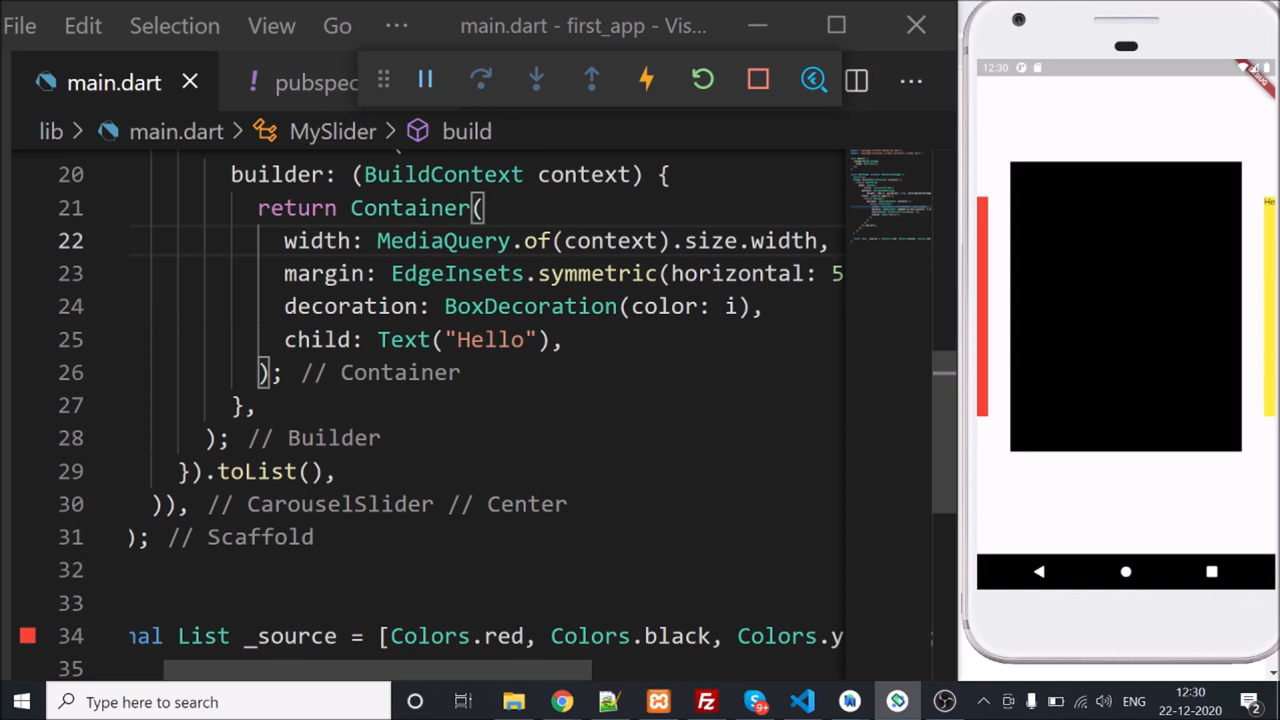 File Edit Selection View Go ··· main.dart - first_app - Vis...
main.dart ! pubspec
lib > main.dart > MySlider > build
20 builder: (BuildContext context) {
21 return Container(
22 width: MediaQuery.of(context).size.width,
23 margin: EdgeInsets.symmetric(horizontal: 5
24 decoration: BoxDecoration(color: i),
25 child: Text("Hello"),
26 ); // Container
27 },
28 ); // Builder
29 }).toList(),
30 )), // CarouselSlider // Center
31 ); // Scaffold
32
33
34 nal List _source = [Colors.red, Colors.black, Colors.y
35
12:30
DEBUG
He
Type here to search
9+
ENG
12:30
22-12-2020
2